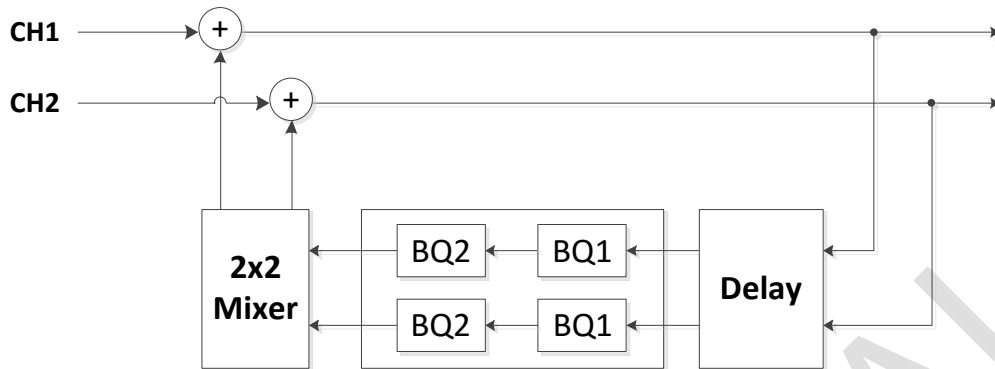 CH1
+
CH2
+
2x2
Mixer
BQ2
BQ1
BQ2
BQ1
Delay